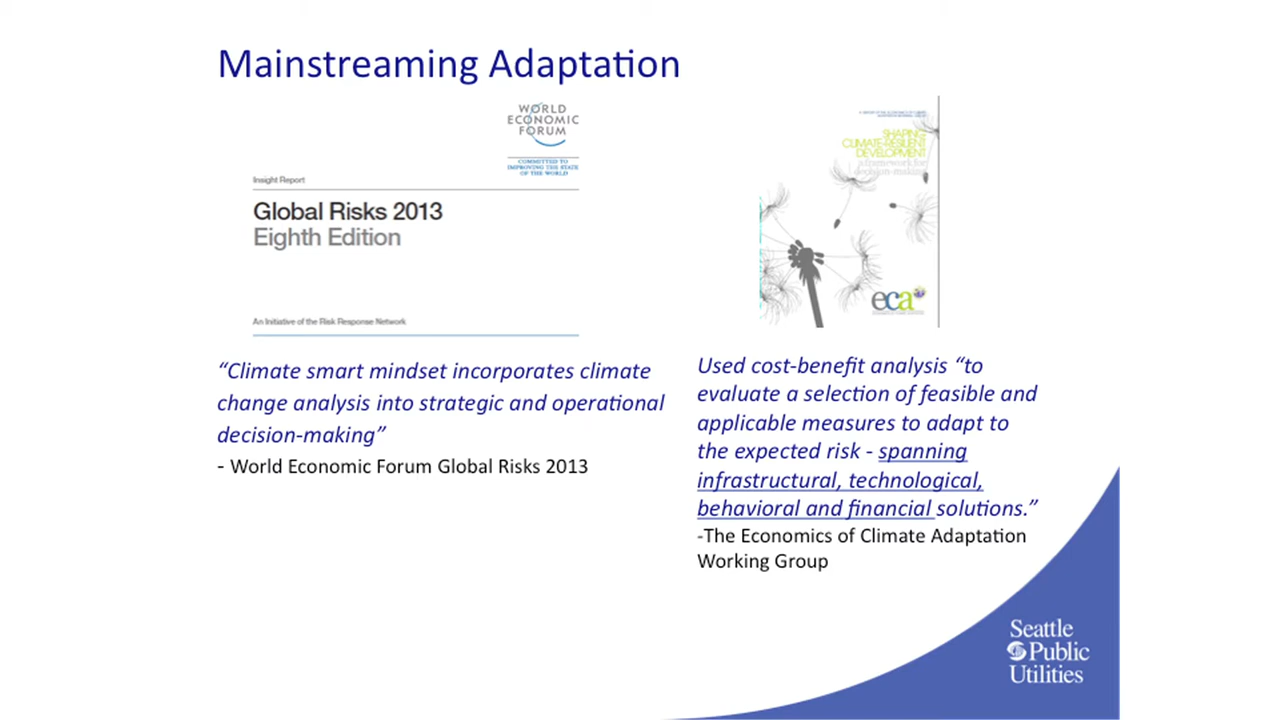 Mainstreaming Adaptation
WORLD
ECONOMIC
FORUM
COMMITTED TO
IMPROVING THE STATE
OF THE WORLD
Insight Report
Global Risks 2013
Eighth Edition
An Initiative of the Risk Response Network
“Climate smart mindset incorporates climate
change analysis into strategic and operational
decision-making”
- World Economic Forum Global Risks 2013
SHAPING
CLIMATE-RESILIENT
DEVELOPMENT
a framework for
decision-making
eca
Used cost-benefit analysis “to
evaluate a selection of feasible and
applicable measures to adapt to
the expected risk - spanning
infrastructural, technological,
behavioral and financial solutions.”
-The Economics of Climate Adaptation
Working Group
Seattle
Public
Utilities